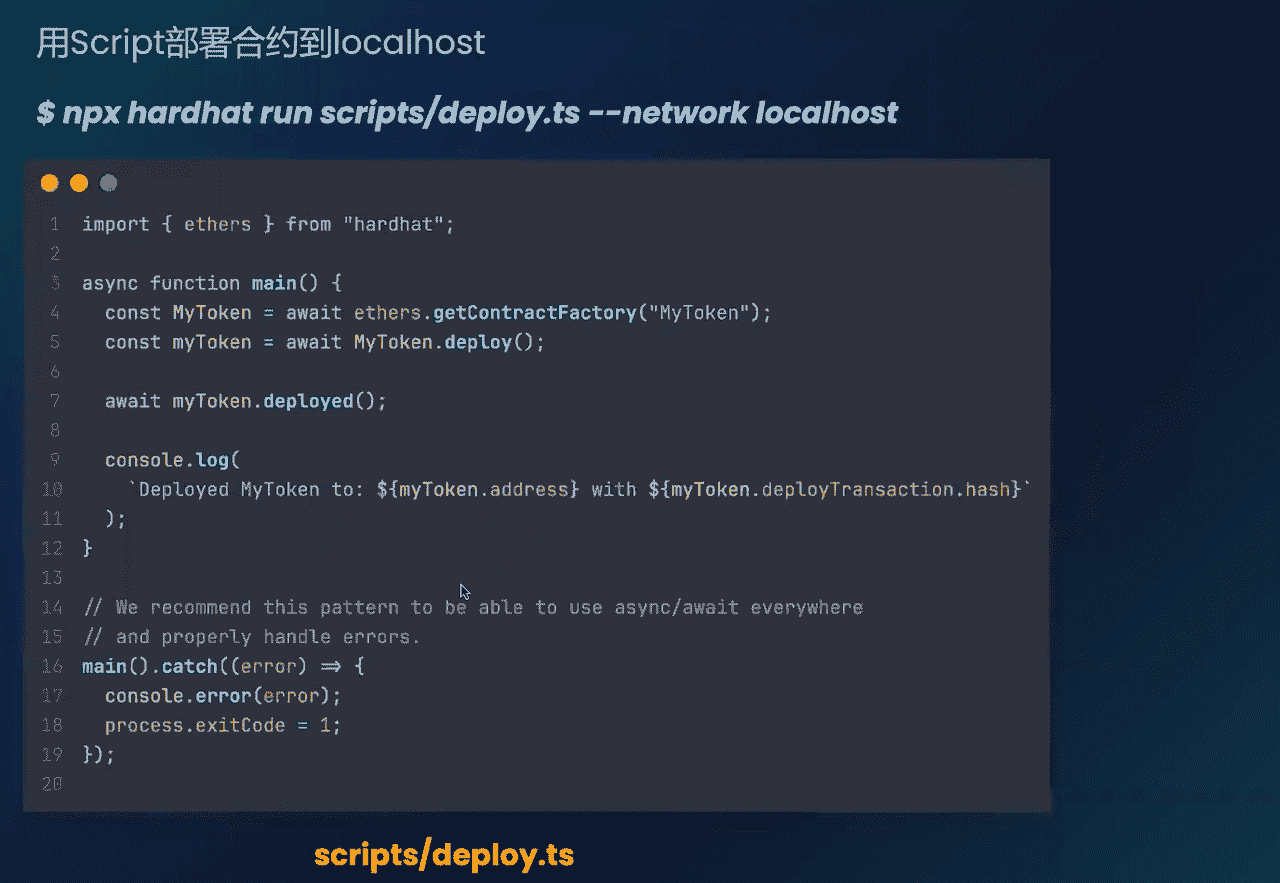 用Script部署合约到localhost
$ npx hardhat run scripts/deploy.ts --network localhost
1 import { ethers } from "hardhat";
2
3 async function main() {
4   const MyToken = await ethers.getContractFactory("MyToken");
5   const myToken = await MyToken.deploy();
6
7   await myToken.deployed();
8
9   console.log(
10     `Deployed MyToken to: ${myToken.address} with ${myToken.deployTransaction.hash}`
11   );
12 }
13
14 // We recommend this pattern to be able to use async/await everywhere
15 // and properly handle errors.
16 main().catch((error) => {
17   console.error(error);
18   process.exitCode = 1;
19 });
20
scripts/deploy.ts